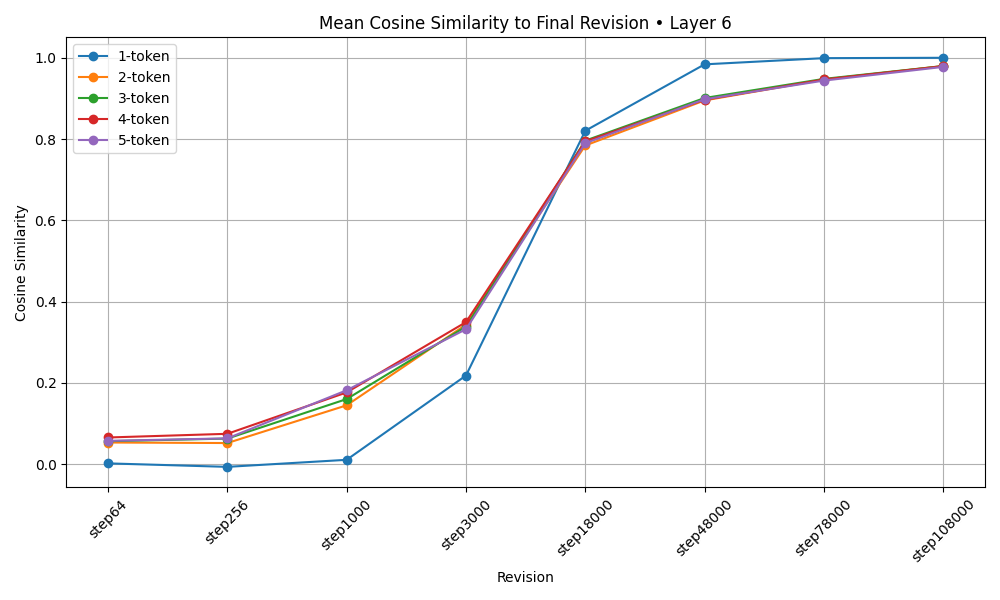 Mean Cosine Similarity to Final Revision • Layer 6
1-token
2-token
3-token
4-token
5-token
Cosine Similarity
1.0
0.8
0.6
0.4
0.2
0.0
step64
step256
step1000
step3000
step18000
step48000
step78000
step108000
Revision